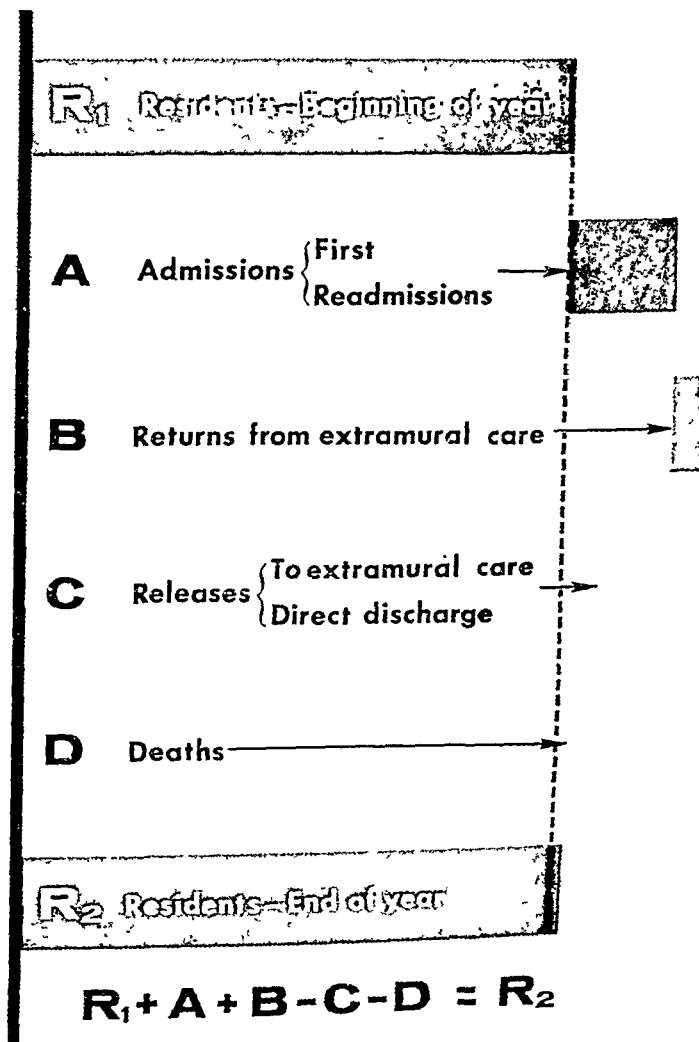 R₁ Residents—Beginning of year
A Admissions { First
Readmissions
B Returns from extramural care
C Releases { To extramural care
Direct discharge
D Deaths
R₂ Residents—End of year
R₁+A+B-C-D = R₂